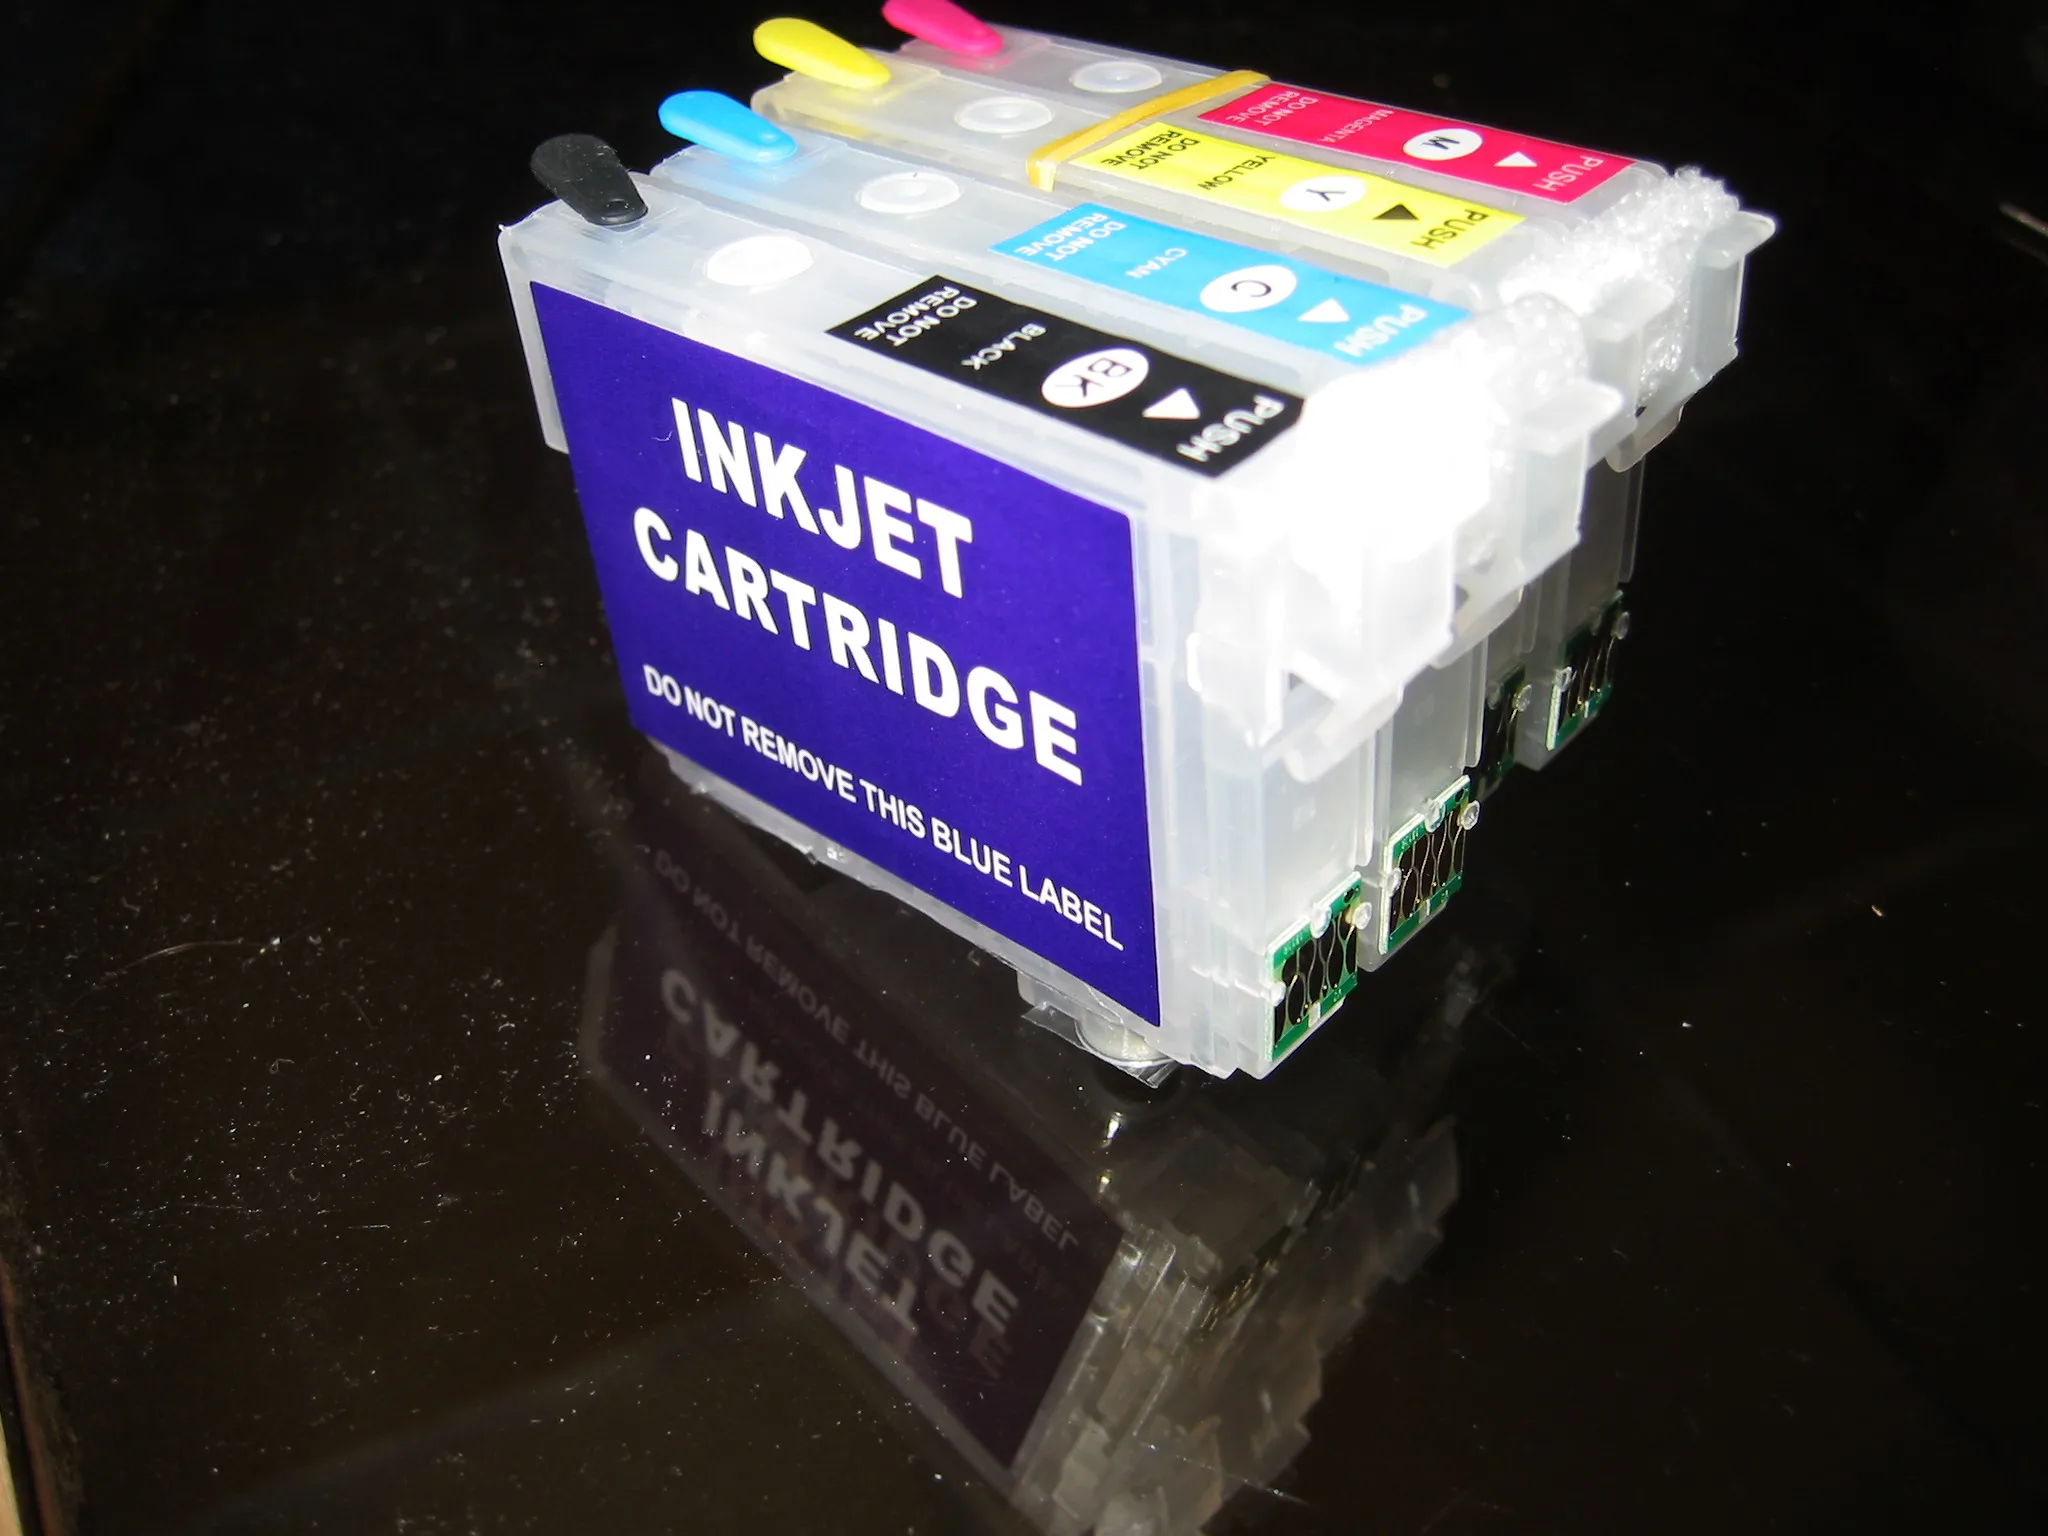 INKJET
CARTRIDGE
DO NOT REMOVE THIS BLUE LABEL
PUSH
BK
BLACK
DO NOT
REMOVE
PUSH
C
CYAN
DO NOT
REMOVE
PUSH
Y
YELLOW
DO NOT
REMOVE
PUSH
M
MAGENTA
DO NOT
REMOVE